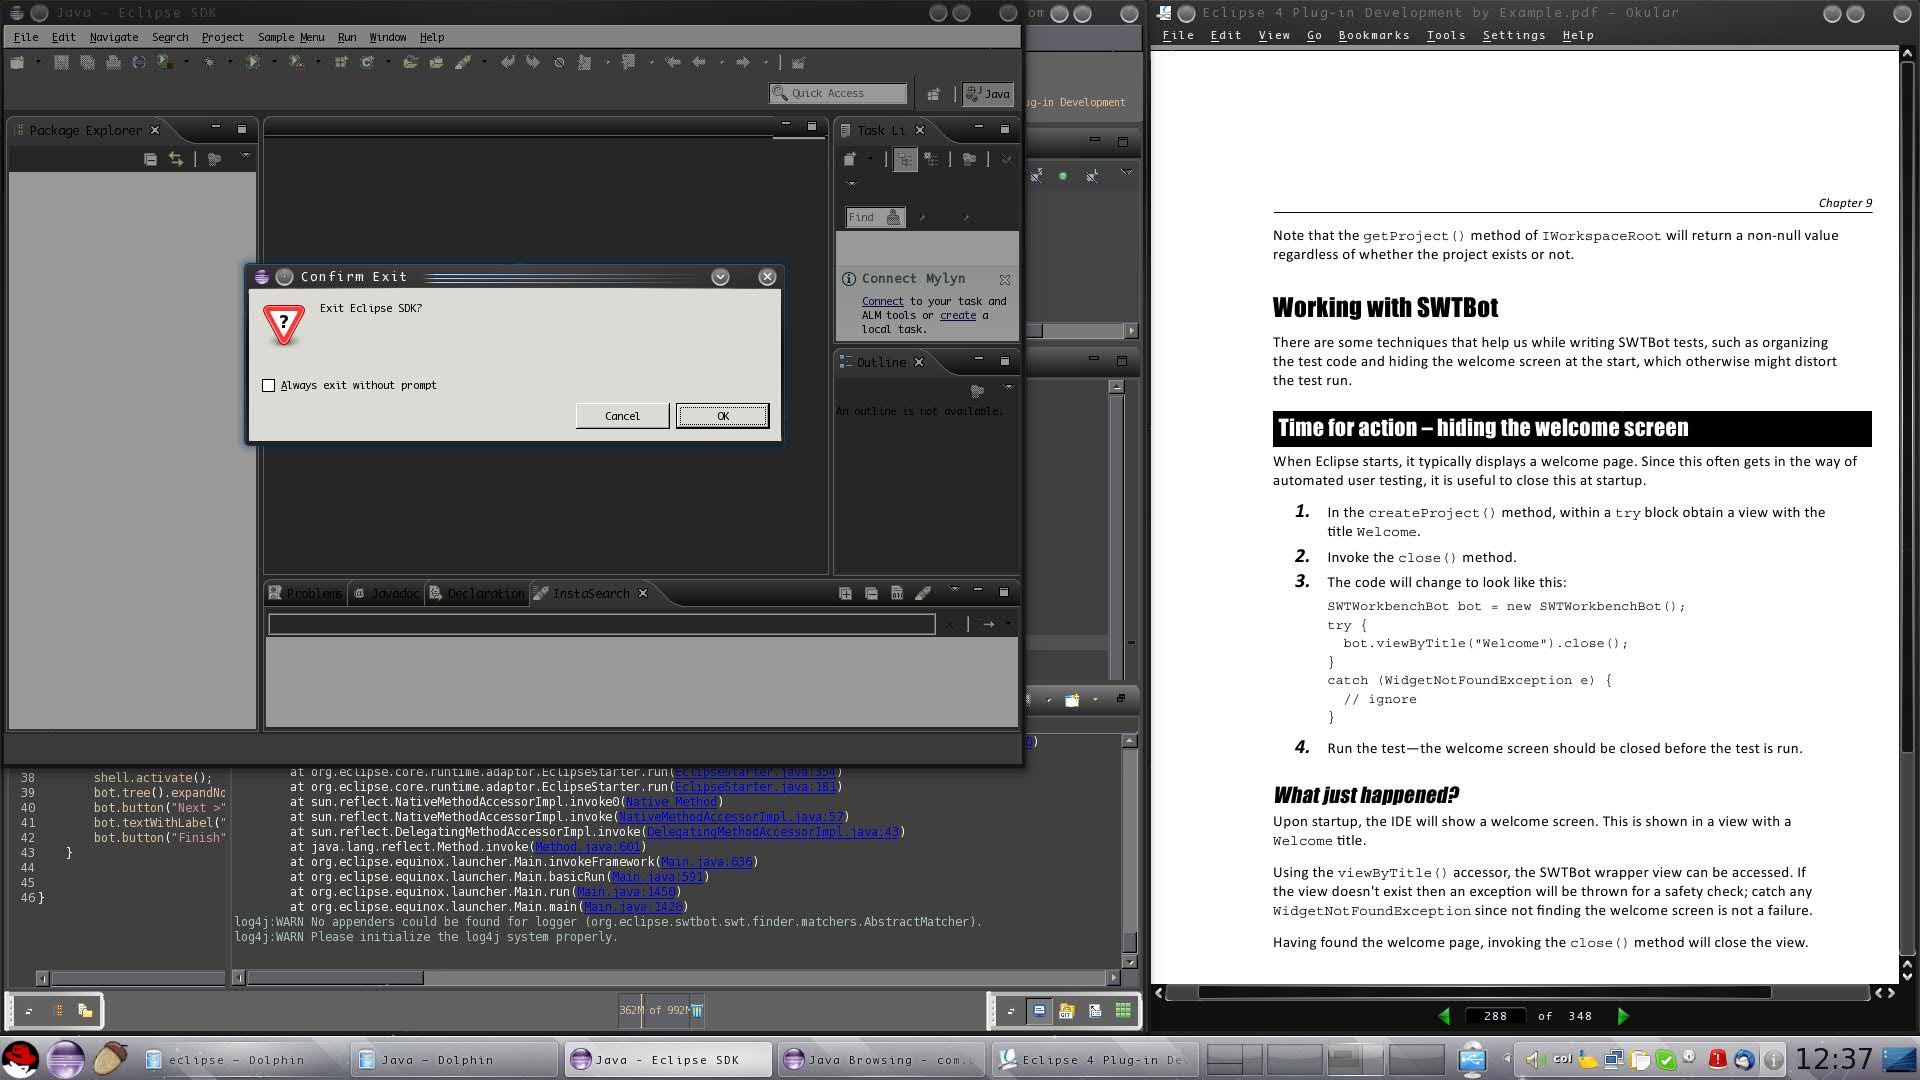 Java – Eclipse SDK
File Edit Navigate Search Project Sample Menu Run Window Help
Quick Access
Java
Package Explorer
Task Li
Find
Connect Mylyn
Connect to your task and
ALM tools or create a
local task.
Outline
An outline is not available.
Confirm Exit
Exit Eclipse SDK?
Always exit without prompt
Cancel OK
Problems Javadoc Declaration InstaSearch
ug-in Development
38 shell.activate();
39 bot.tree().expandNo
40 bot.button("Next >"
41 bot.textWithLabel("
42 bot.button("Finish"
43 }
44
45
46 }
at org.eclipse.core.runtime.adaptor.EclipseStarter.run(EclipseStarter.java:354)
at org.eclipse.core.runtime.adaptor.EclipseStarter.run(EclipseStarter.java:181)
at sun.reflect.NativeMethodAccessorImpl.invoke0(Native Method)
at sun.reflect.NativeMethodAccessorImpl.invoke(NativeMethodAccessorImpl.java:57)
at sun.reflect.DelegatingMethodAccessorImpl.invoke(DelegatingMethodAccessorImpl.java:43)
at java.lang.reflect.Method.invoke(Method.java:601)
at org.eclipse.equinox.launcher.Main.invokeFramework(Main.java:636)
at org.eclipse.equinox.launcher.Main.basicRun(Main.java:591)
at org.eclipse.equinox.launcher.Main.run(Main.java:1450)
at org.eclipse.equinox.launcher.Main.main(Main.java:1426)
log4j:WARN No appenders could be found for logger (org.eclipse.swtbot.swt.finder.matchers.AbstractMatcher).
log4j:WARN Please initialize the log4j system properly.
362M of 992M
Eclipse 4 Plug-in Development by Example.pdf – Okular
File Edit View Go Bookmarks Tools Settings Help
Chapter 9
Note that the getProject() method of IWorkspaceRoot will return a non-null value
regardless of whether the project exists or not.
Working with SWTBot
There are some techniques that help us while writing SWTBot tests, such as organizing
the test code and hiding the welcome screen at the start, which otherwise might distort
the test run.
Time for action – hiding the welcome screen
When Eclipse starts, it typically displays a welcome page. Since this often gets in the way of
automated user testing, it is useful to close this at startup.
1. In the createProject() method, within a try block obtain a view with the
title Welcome.
2. Invoke the close() method.
3. The code will change to look like this:
SWTWorkbenchBot bot = new SWTWorkbenchBot();
try {
bot.viewByTitle("Welcome").close();
}
catch (WidgetNotFoundException e) {
// ignore
}
4. Run the test—the welcome screen should be closed before the test is run.
What just happened?
Upon startup, the IDE will show a welcome screen. This is shown in a view with a
Welcome title.
Using the viewByTitle() accessor, the SWTBot wrapper view can be accessed. If
the view doesn't exist then an exception will be thrown for a safety check; catch any
WidgetNotFoundException since not finding the welcome screen is not a failure.
Having found the welcome page, invoking the close() method will close the view.
288 of 348
eclipse – Dolphin
Java – Dolphin
Java - Eclipse SDK
Java Browsing - com.
Eclipse 4 Plug-in De
col
12:37